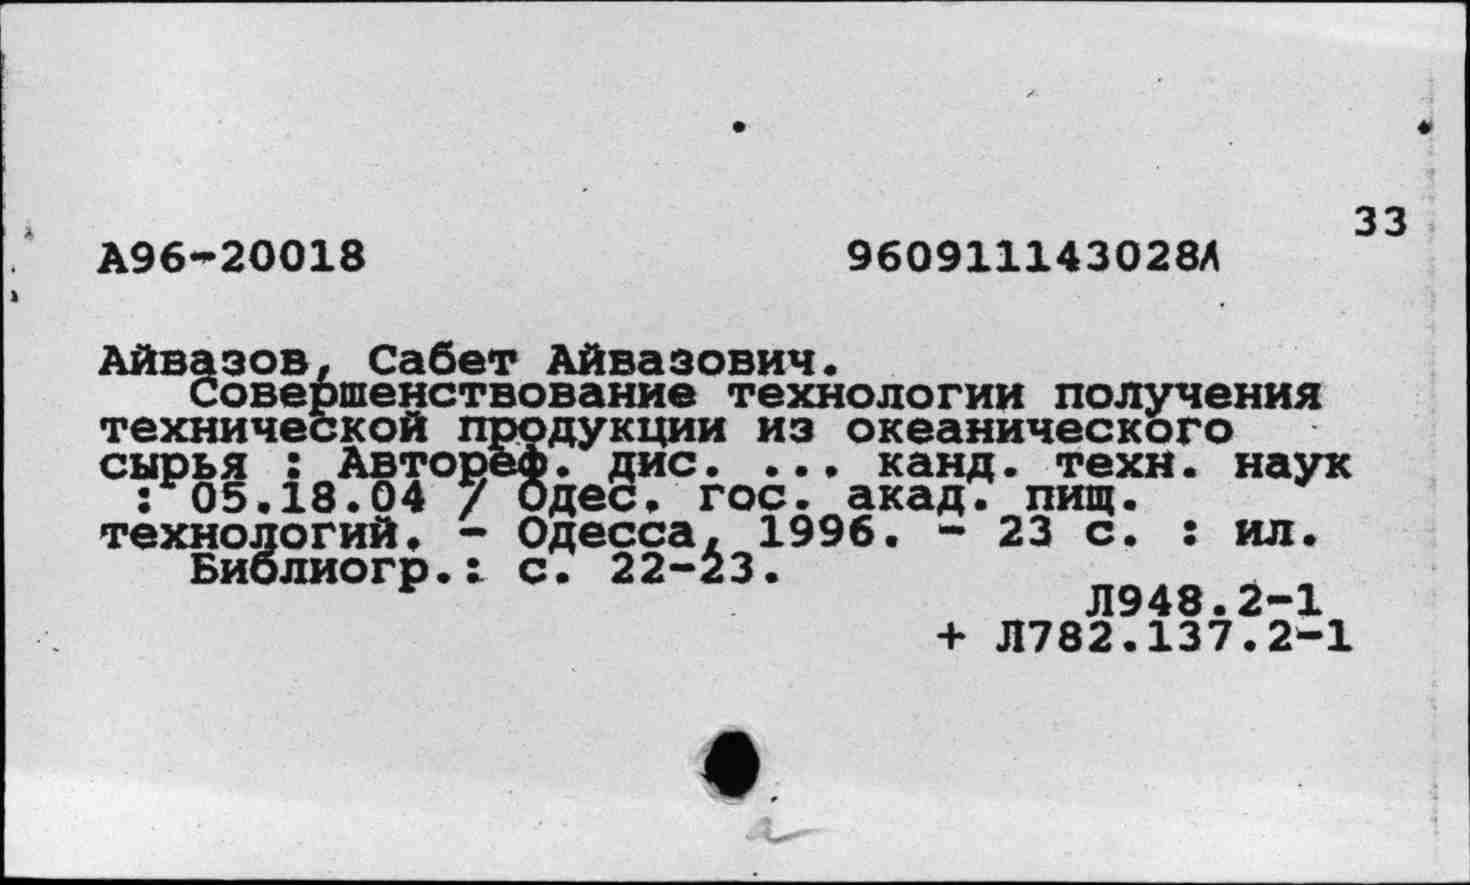 33
А96-20018 960911143028Л
Айвазов, Сабет Айвазович.
Совершенствование технологии получения
технической продукции из океанического
сырья : Автореф. дис. ... канд. техн. наук
: 05.18.04 / Одес. гос. акад. пищ.
технологий. - Одесса, 1996. - 23 с. : ил.
Библиогр.: с. 22-23.
Л948.2-1
+ Л782.137.2-1